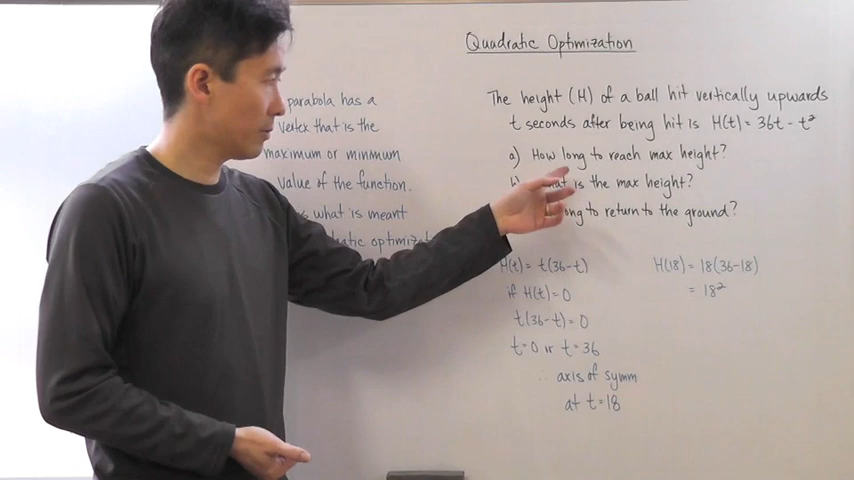 Quadratic Optimization
parabola has a
vertex that is the
maximum or minimum
value of the function.
is what is meant
optimiz
The height (H) of a ball hit vertically upwards
t seconds after being hit is H(t) = 36t - t²
a) How long to reach max height?
is the max height?
to return to the ground?
H(t) = t(36-t)
if H(t) = 0
t(36-t) = 0
t=0 or t=36
∴ axis of symm
at t=18
H(18) = 18(36-18)
= 18²